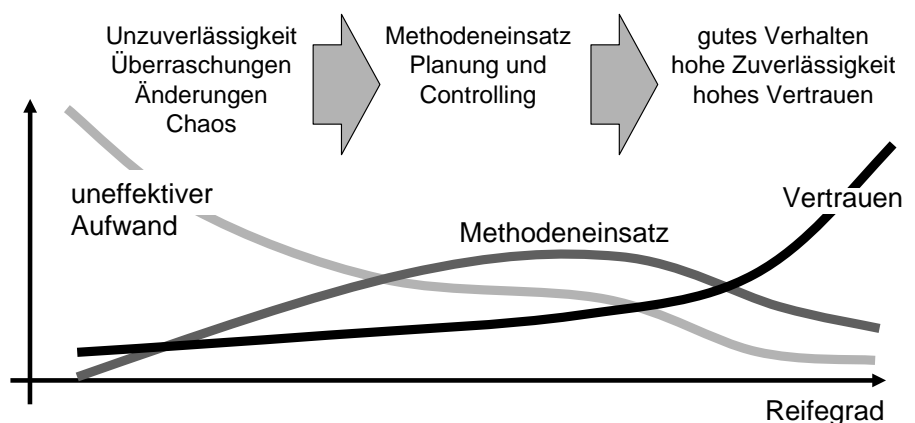 Unzuverlässigkeit
Überraschungen
Änderungen
Chaos
Methodeneinsatz
Planung und
Controlling
gutes Verhalten
hohe Zuverlässigkeit
hohes Vertrauen
uneffektiver
Aufwand
Methodeneinsatz
Vertrauen
Reifegrad